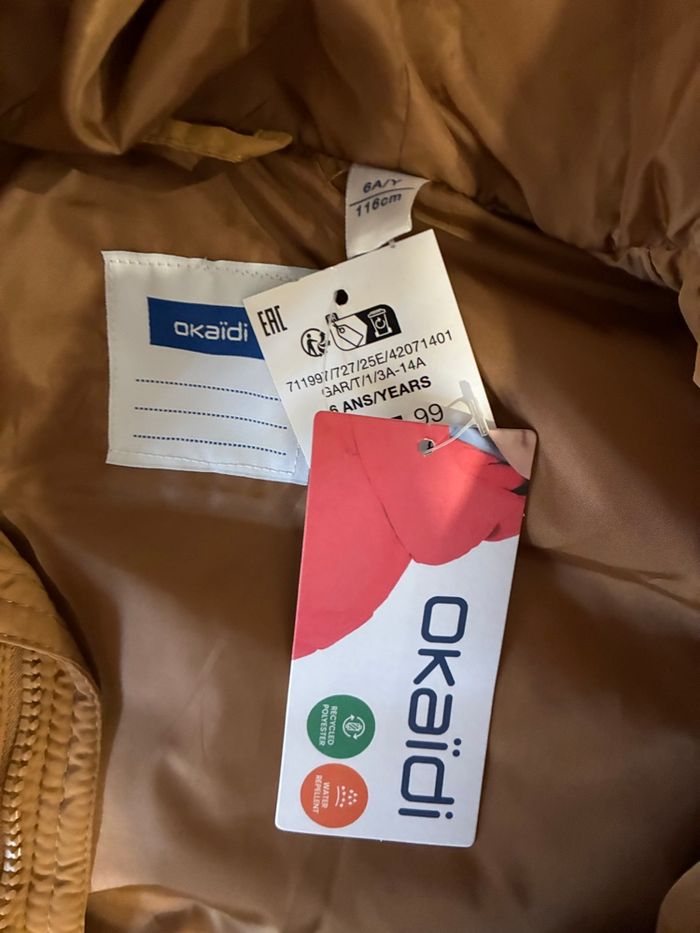 6A/Y
116cm
okaïdi
EAC
711997/727/25E/42071401
GAR/T/1/3A-14A
6 ANS/YEARS
99
okaïdi
RECYCLED
POLYESTER
WATER
REPELLENT